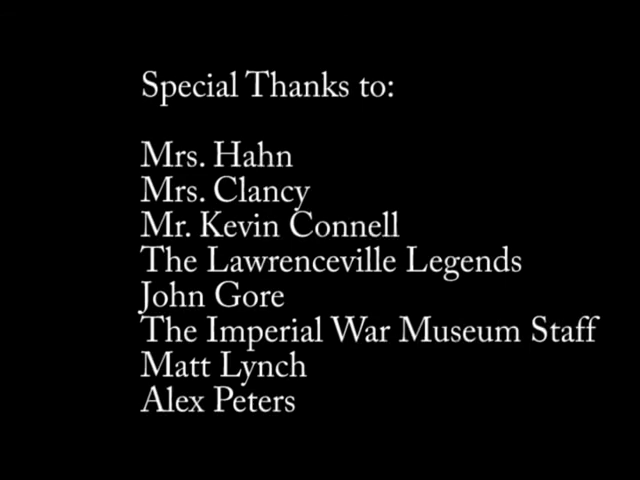 Special Thanks to:
Mrs. Hahn
Mrs. Clancy
Mr. Kevin Connell
The Lawrenceville Legends
John Gore
The Imperial War Museum Staff
Matt Lynch
Alex Peters